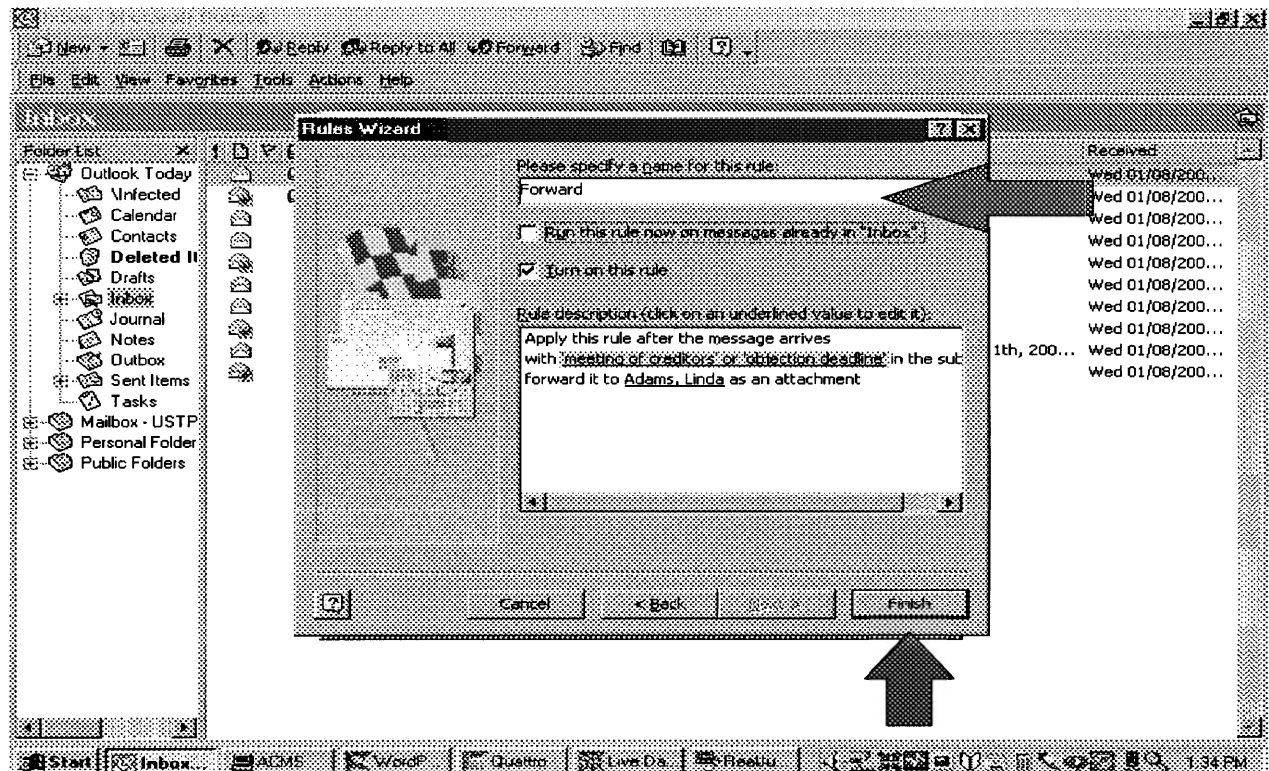 New Reply Reply to All Forward Find
File Edit View Favorites Tools Actions Help
Inbox
Folder List
Outlook Today
\Infected
Calendar
Contacts
Deleted It
Drafts
Inbox
Journal
Notes
Outbox
Sent Items
Tasks
Mailbox - USTP
Personal Folder
Public Folders
Rules Wizard
Please specify a name for this rule:
Forward
Run this rule now on messages already in "Inbox"
Turn on this rule
Rule description (click on an underlined value to edit it):
Apply this rule after the message arrives
with 'meeting of creditors' or 'objection deadline' in the sub
forward it to Adams, Linda as an attachment
Cancel < Back Finish
Received
Wed 01/08/200...
Wed 01/08/200...
Wed 01/08/200...
Wed 01/08/200...
Wed 01/08/200...
Wed 01/08/200...
Wed 01/08/200...
Wed 01/08/200...
1th, 200... Wed 01/08/200...
Wed 01/08/200...
Start Inbox... ACMS WordP... Quattro... Live Da... 1:34 PM